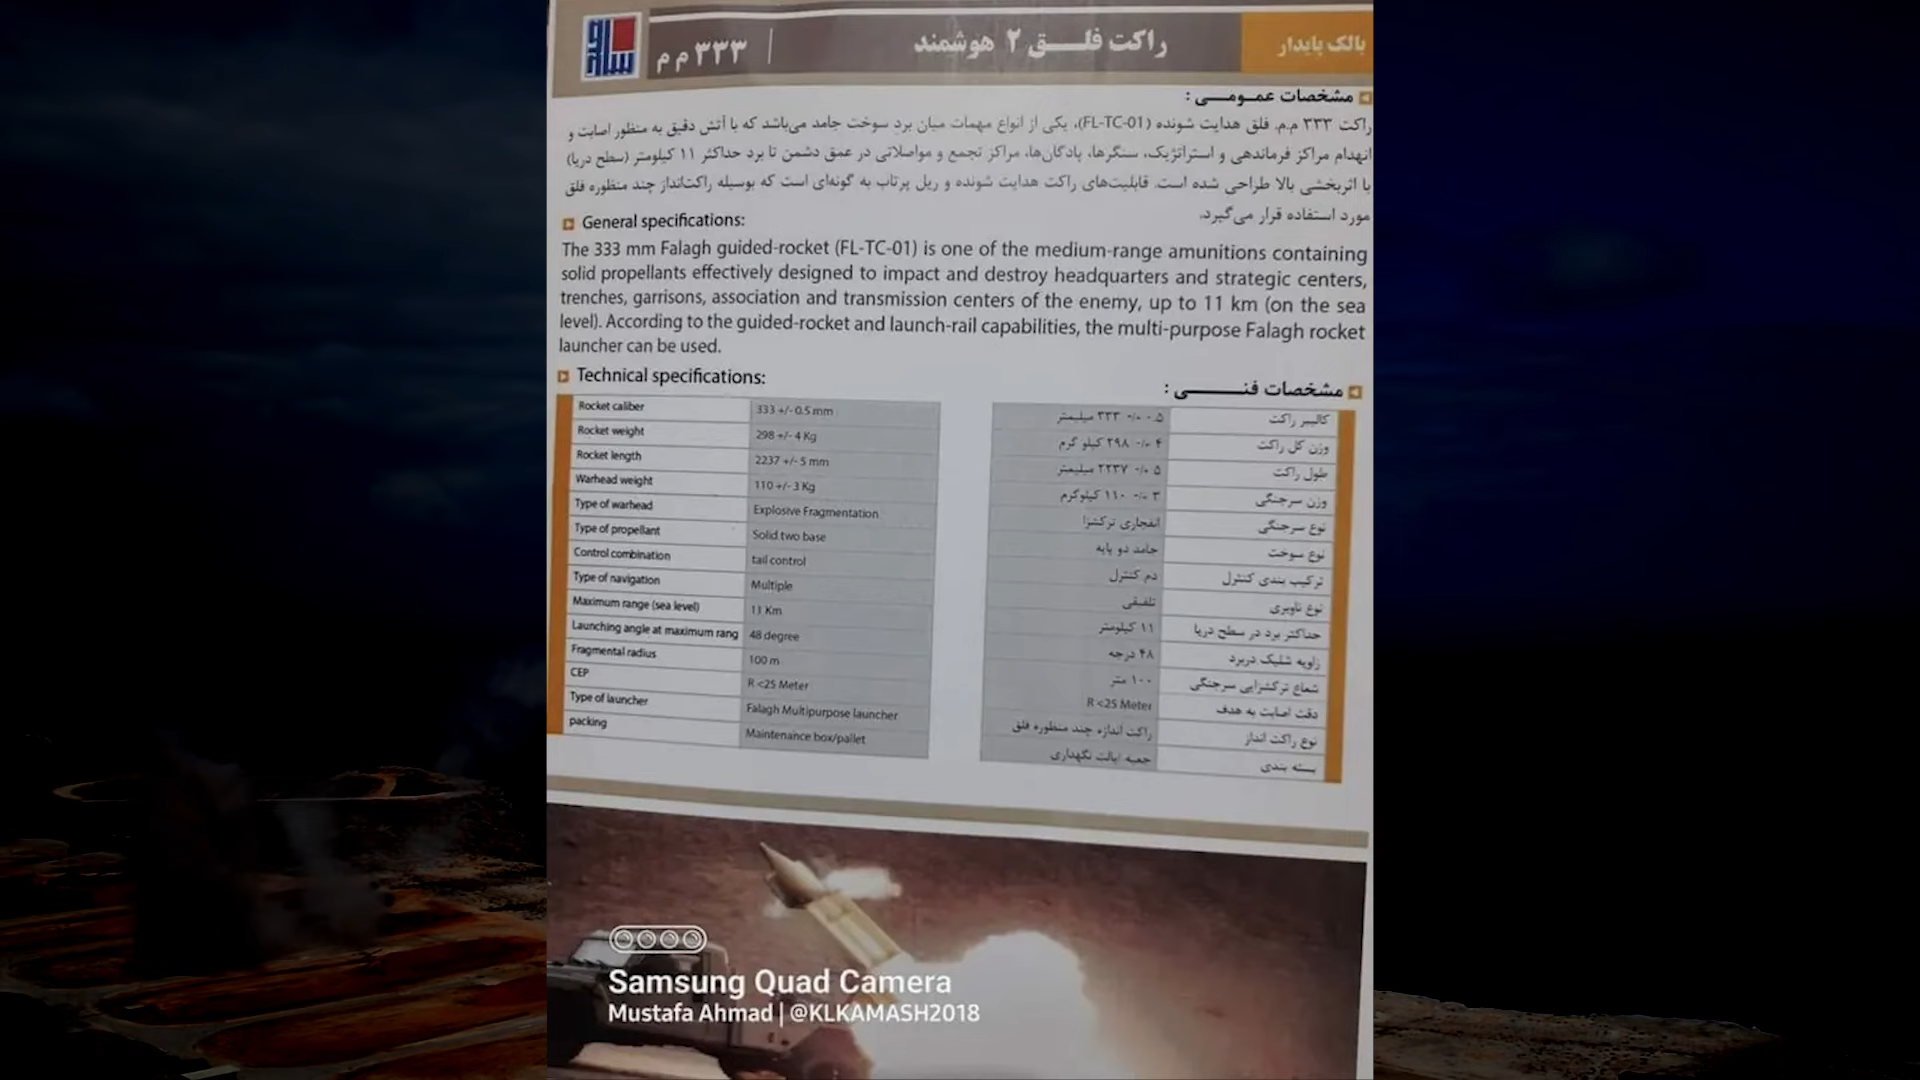 بالک پایدار
راکت فلـــــق ۲ هوشمند
۳۳۳ م م
مشخصات عمـومــــی :
راکت ۳۳۳ م.م. فلق هدایت شونده (FL-TC-01)، یکی از انواع مهمات میان برد سوخت جامد می‌باشد که با آتش دقیق به منظور اصابت و
انهدام مراکز فرماندهی و استراتژیک، سنگرها، پادگان‌ها، مراکز تجمع و مواصلاتی در عمق دشمن تا برد حداکثر ۱۱ کیلومتر (سطح دریا)
با اثربخشی بالا طراحی شده است. قابلیت‌های راکت هدایت شونده و ریل پرتاب به گونه‌ای است که بوسیله راکت‌انداز چند منظوره فلق
مورد استفاده قرار می‌گیرد.
General specifications:
The 333 mm Falagh guided-rocket (FL-TC-01) is one of the medium-range amunitions containing
solid propellants effectively designed to impact and destroy headquarters and strategic centers,
trenches, garrisons, association and transmission centers of the enemy, up to 11 km (on the sea
level). According to the guided-rocket and launch-rail capabilities, the multi-purpose Falagh rocket
launcher can be used.
Technical specifications:
Rocket caliber 333 +/- 0.5 mm
Rocket weight 298 +/- 4 Kg
Rocket length 2237 +/- 5 mm
Warhead weight 110 +/- 3 Kg
Type of warhead Explosive Fragmentation
Type of propellant Solid two base
Control combination tail control
Type of navigation Multiple
Maximum range (sea level) 11 Km
Launching angle at maximum rang 48 degree
Fragmental radius 100 m
CEP R <25 Meter
Type of launcher Falagh Multipurpose launcher
packing Maintenance box/pallet
مشخصات فنـــــــــی :
کالیبر راکت ۰.۵ -/+ ۳۳۳ میلیمتر
وزن کل راکت ۴ -/+ ۲۹۸ کیلو گرم
طول راکت ۵ -/+ ۲۲۳۷ میلیمتر
وزن سرجنگی ۳ -/+ ۱۱۰ کیلوگرم
نوع سرجنگی انفجاری ترکشزا
نوع سوخت جامد دو پایه
ترکیب بندی کنترل دم کنترل
نوع ناوبری تلفیقی
حداکثر برد در سطح دریا ۱۱ کیلومتر
زاویه شلیک دربرد ۴۸ درجه
شعاع ترکشزایی سرجنگی ۱۰۰ متر
دقت اصابت به هدف R <25 Meter
نوع راکت انداز راکت اندازه چند منظوره فلق
بسته بندی جعبه /پالت نگهداری
Samsung Quad Camera
Mustafa Ahmad | @KLKAMASH2018